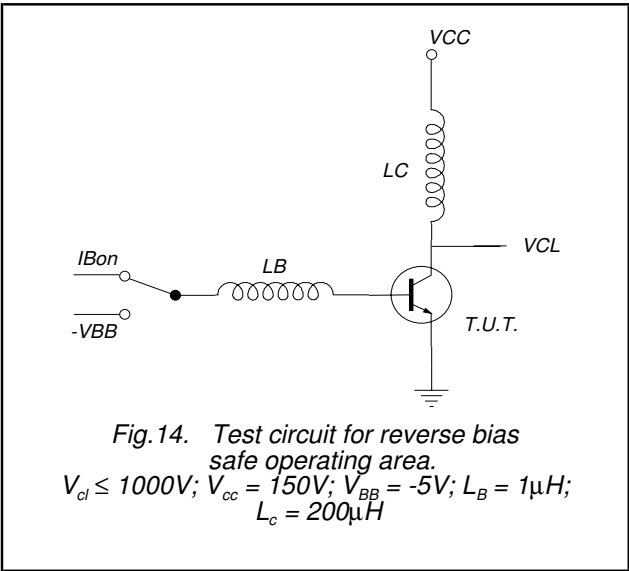 VCC
LC
IBon
LB
VCL
-VBB
T.U.T.
Fig.14. Test circuit for reverse bias
safe operating area.
Vcl ≤ 1000V; Vcc = 150V; VBB = -5V; LB = 1μH;
Lc = 200μH